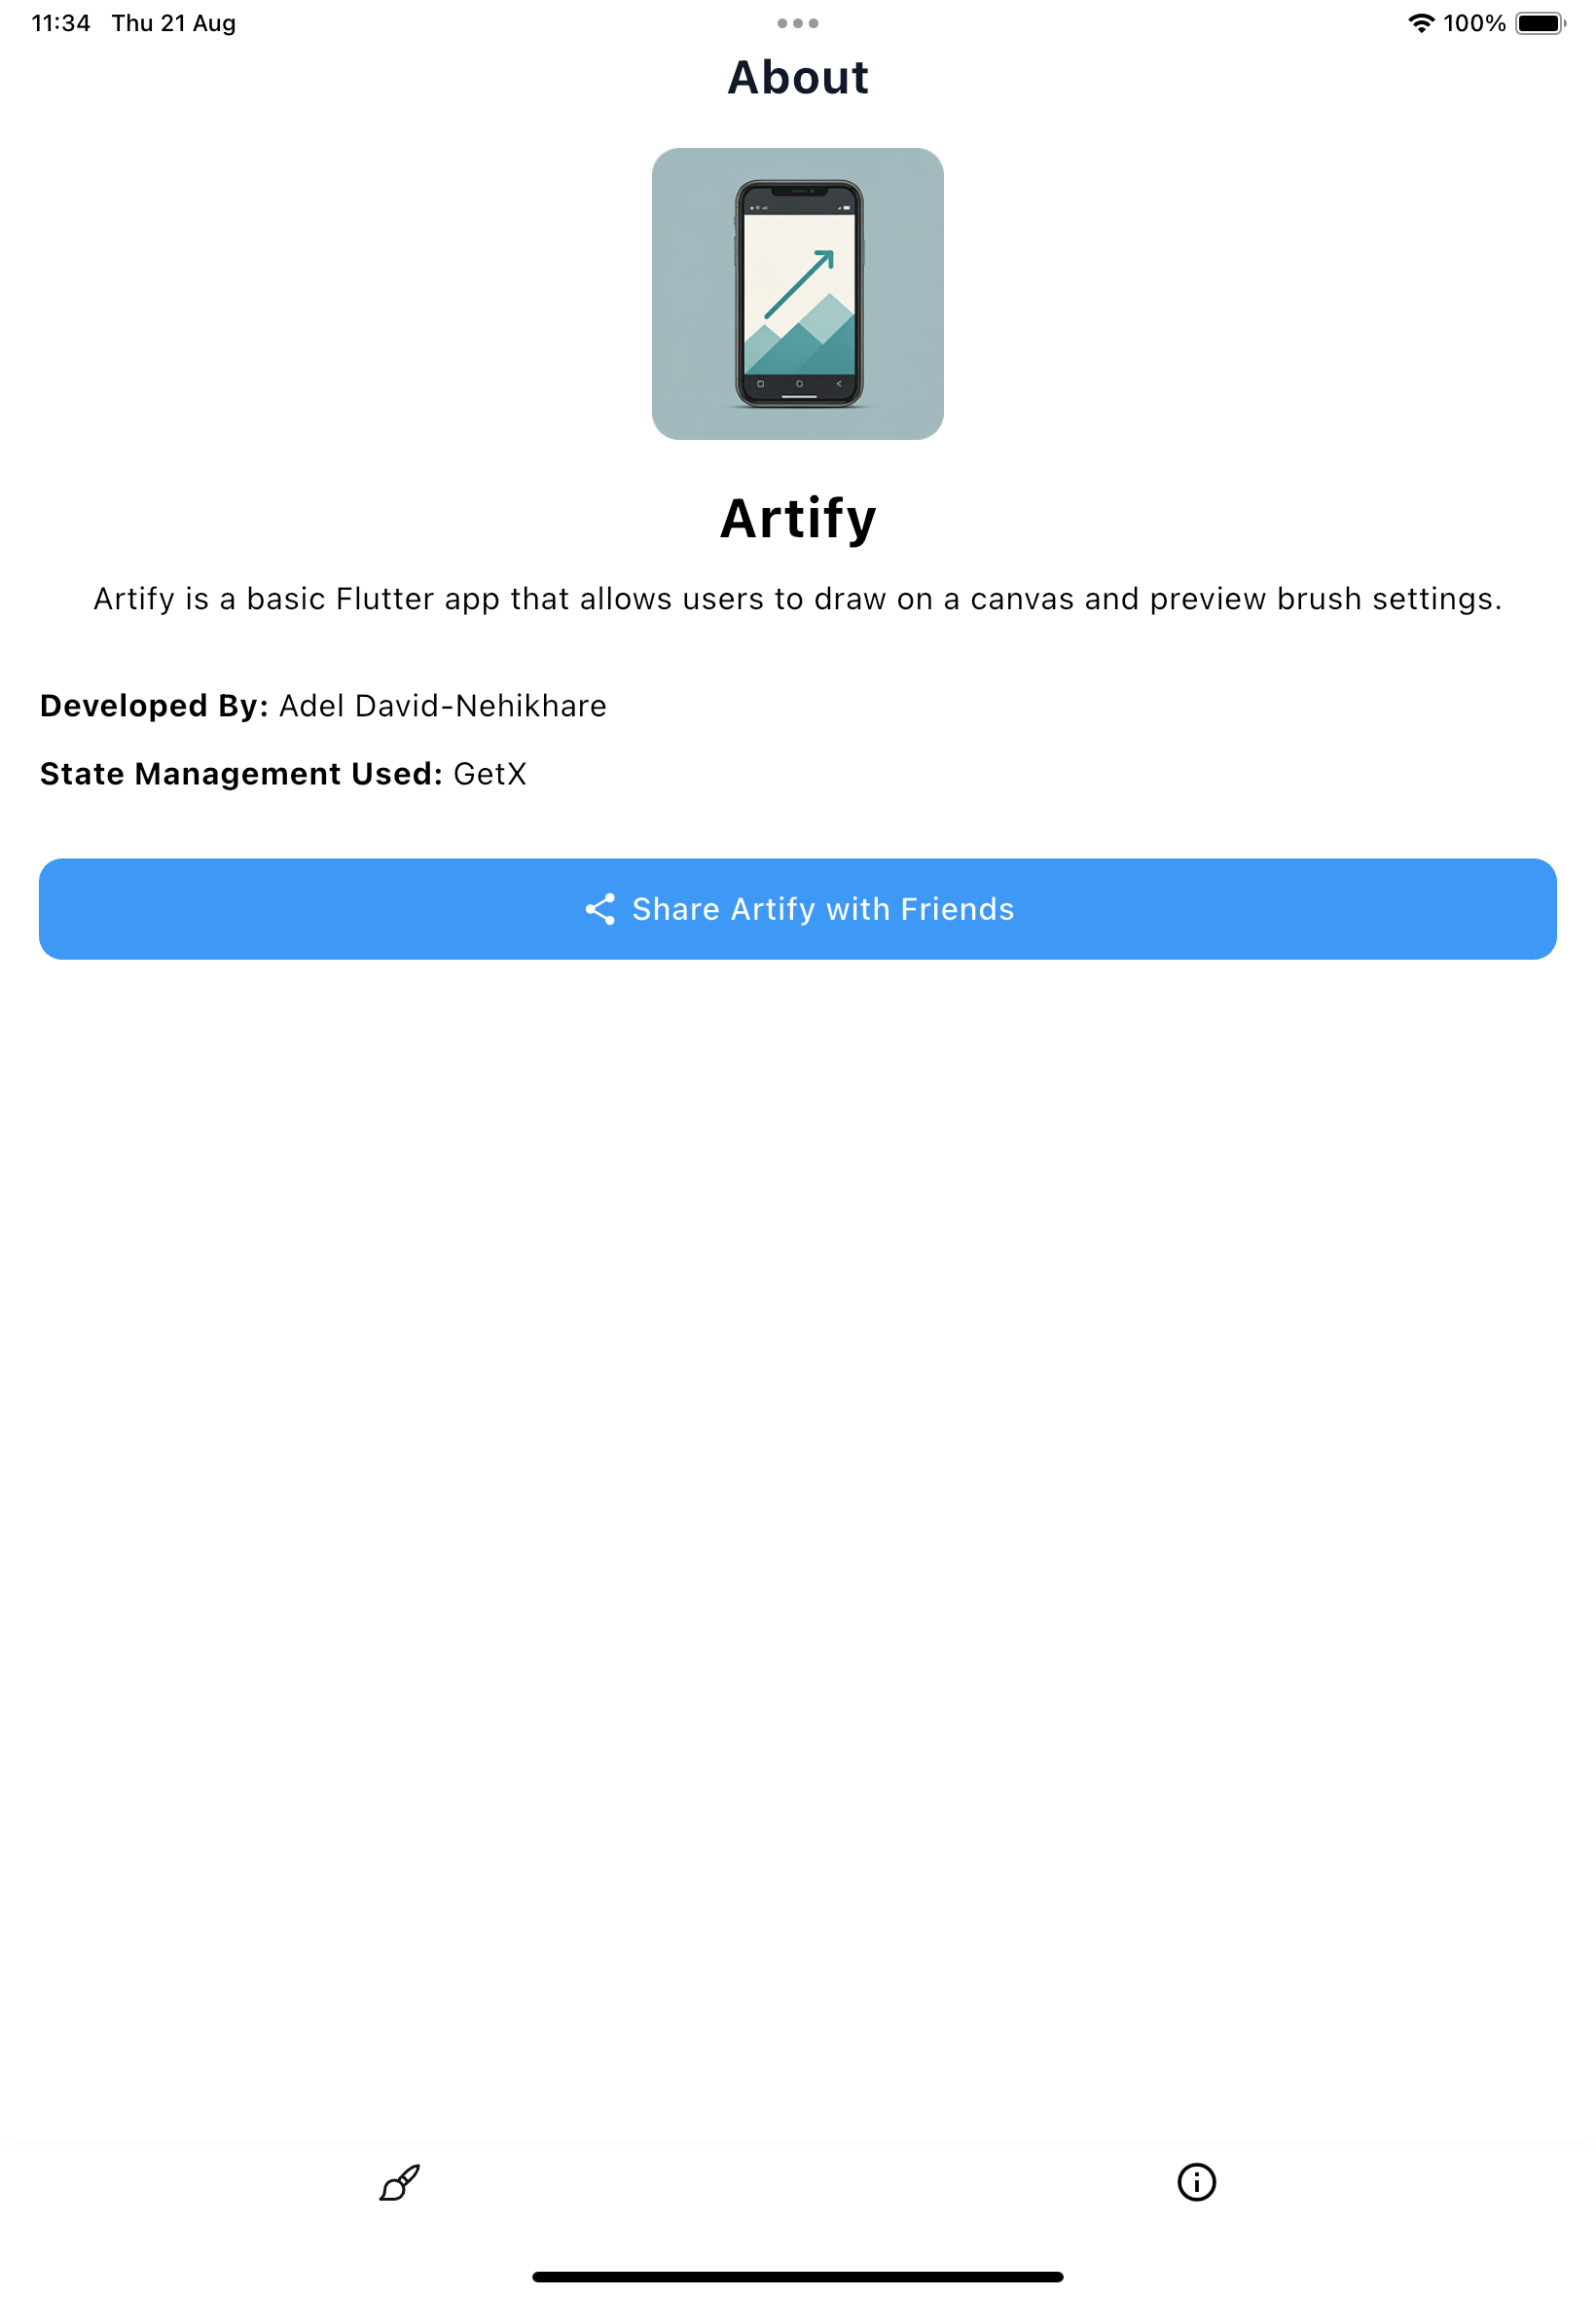 11:34 Thu 21 Aug
100%
About
Artify
Artify is a basic Flutter app that allows users to draw on a canvas and preview brush settings.
Developed By: Adel David-Nehikhare
State Management Used: GetX
Share Artify with Friends